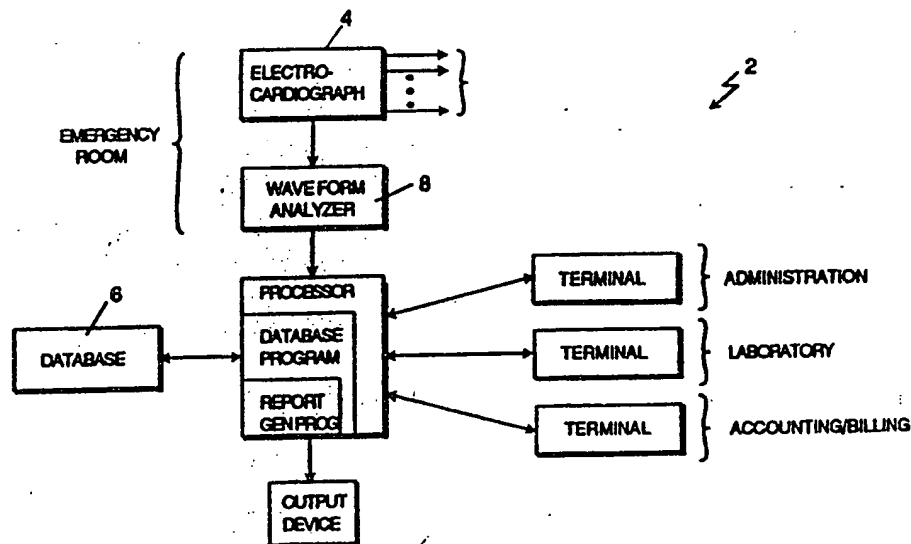 4
ELECTRO-
CARDIOGRAPH
2
EMERGENCY
ROOM
WAVE FORM
ANALYZER
8
PROCESSOR
DATABASE
PROGRAM
REPORT
GEN PROG
6
DATABASE
TERMINAL
ADMINISTRATION
TERMINAL
LABORATORY
TERMINAL
ACCOUNTING/BILLING
OUTPUT
DEVICE